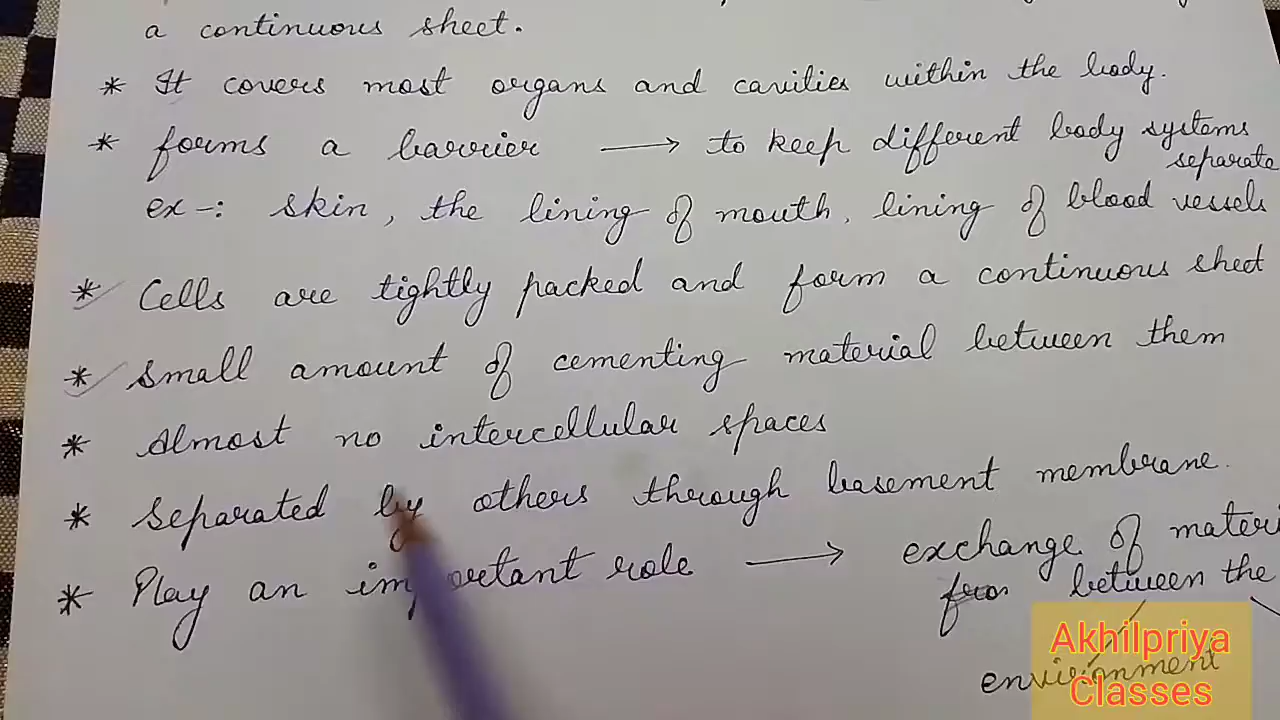 a continuous sheet.
* It covers most organs and cavities within the body.
* forms a barrier → to keep different body systems
separate
ex-: skin, the lining of mouth, lining of blood vessels
* Cells are tightly packed and form a continuous sheet
* Small amount of cementing material between them
* Almost no intercellular spaces
* Separated by others through basement membrane.
* Play an important role → exchange of materi
between the
environment
Akhilpriya
Classes